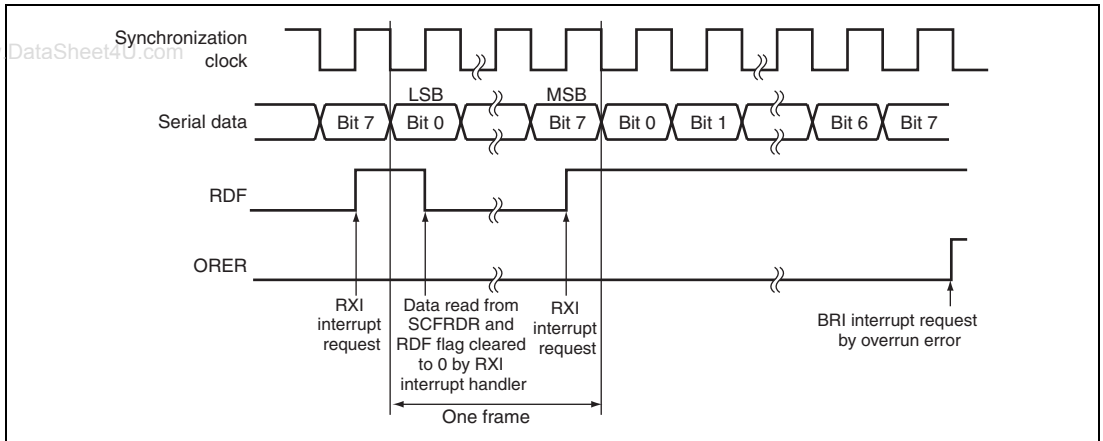 Synchronization
clock
.DataSheet4U.com
LSB
MSB
Serial data
Bit 7
Bit 0
Bit 7
Bit 0
Bit 1
Bit 6
Bit 7
RDF
ORER
RXI
interrupt
request
Data read from
SCFRDR and
RDF flag cleared
to 0 by RXI
interrupt handler
RXI
interrupt
request
BRI interrupt request
by overrun error
One frame